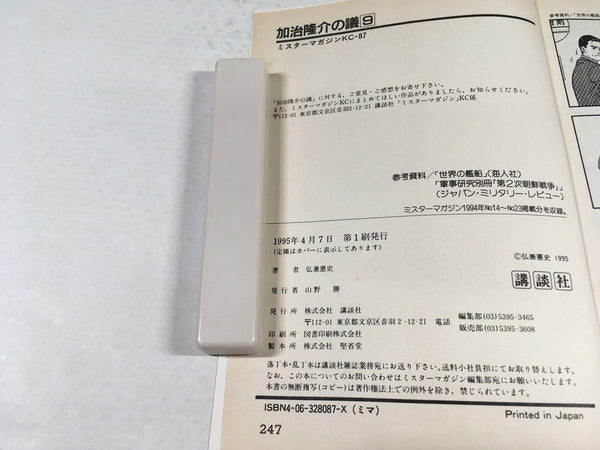 加治隆介の議 9
ミスターマガジンKC-87
「加治隆介の議」に対する、ご意見・ご感想をお寄せ下さい。
また、ミスターマガジンKCにまとめてほしい作品がありましたら、お知らせください。
〒112-01 東京都文京区音羽2-12-21 講談社「ミスターマガジン」KC係
参考資料／「世界の艦船」(海人社)
「軍事研究別冊『第2次朝鮮戦争』」
(ジャパン・ミリタリー・レビュー)
ミスターマガジン1994年No14〜No23掲載分を収録。
1995年4月7日 第1刷発行
(定価はカバーに表示してあります)
©弘兼憲史 1995
著者 弘兼憲史
講談社
発行者 山野 勝
発行所 株式会社 講談社
〒112-01 東京都文京区音羽2-12-21 電話 編集部(03)5395-3465
販売部(03)5395-3608
印刷所 図書印刷株式会社
製本所 株式会社 堅省堂
落丁本・乱丁本は講談社雑誌業務宛にお送り下さい。送料小社負担にてお取り替えします。
なお、この本についてのお問い合わせはミスターマガジン編集部宛にお願いいたします。
本書の無断複写(コピー)は著作権法上での例外を除き、禁じられています。
ISBN4-06-328087-X (ミマ)
Printed in Japan
247
参考資料／「世界の艦船